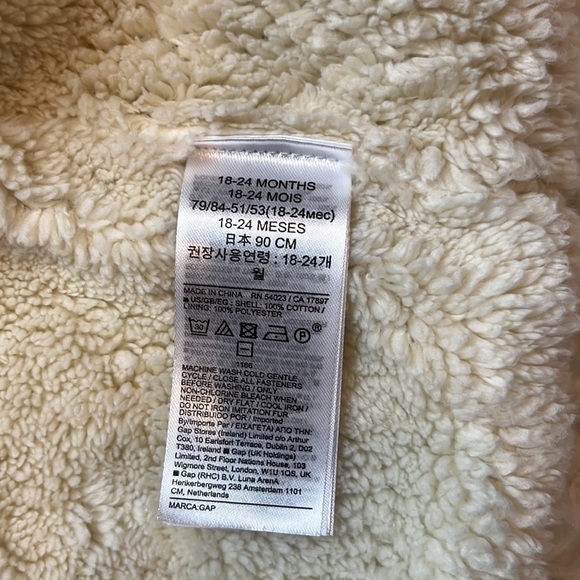 18-24 MONTHS
18-24 MOIS
79/84-51/53(18-24мес)
18-24 MESES
日本 90 CM
권장사용연령 : 18-24개
월
MADE IN CHINA RN 54023 / CA 17897
■ US/GB/EG : SHELL: 100% COTTON /
LINING: 100% POLYESTER
30 P ®
1106
MACHINE WASH COLD GENTLE
CYCLE / CLOSE ALL FASTENERS
BEFORE WASHING / ONLY
NON-CHLORINE BLEACH WHEN
NEEDED / DRY FLAT / COOL IRON /
DO NOT IRON IMITATION FUR
DISTRIBUIDO POR / Imported
By/Importe Par / ΕΙΣΑΓΕΤΑΙ ΑΠΟ ΤΗΝ:
Gap Stores (Ireland) Limited c/o Arthur
Cox, 10 Earlsfort Terrace, Dublin 2, D02
T380, Ireland ■ Gap (UK Holdings)
Limited, 2nd Floor Nations House, 103
Wigmore Street, London, W1U 1QS, UK
■ Gap (RHC) B.V. Luna ArenA
Herikerbergweg 238 Amsterdam 1101
CM, Netherlands
MARCA:GAP